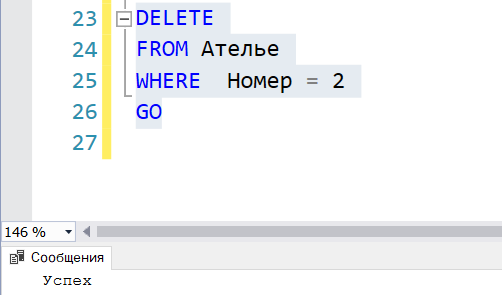 23 DELETE
24 FROM Ателье
25 WHERE  Номер = 2
26 GO
27
146 %
Сообщения
Успех